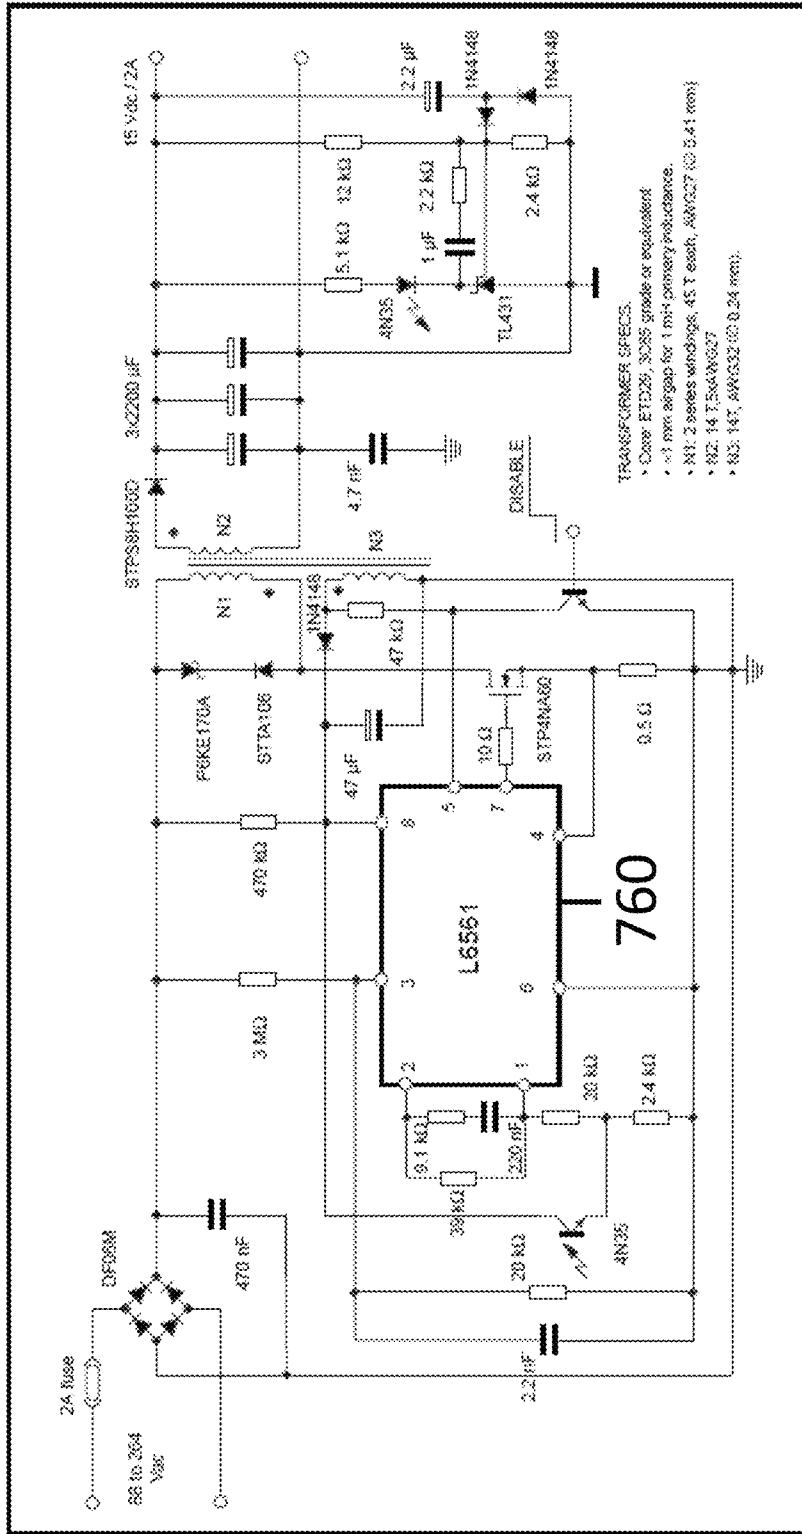 88 to 264
Vac
2A fuse
DF06M
470 nF
3 MΩ
470 kΩ
P6KE170A
STTA106
N1
N2
N3
STPS8H100D
3x2200 µF
15 Vdc / 2A
4.7 nF
1N4148
47 kΩ
47 µF
5.1 kΩ
12 kΩ
2.2 µF
4N35
1 µF
2.2 kΩ
1N4148
1N4148
TL431
2.4 kΩ
DISABLE
2
3
8
1
6
4
5
7
L6561
9.1 kΩ
220 nF
20 kΩ
2.4 kΩ
4N35
2.2 nF
10 Ω
STP4NA60
0.5 Ω
760
TRANSFORMER SPECS:
• Core ETD29, 3C85 grade or equivalent
• ≈1 mm airgap for 1 mH primary inductance.
• N1: 2 series windings, 45 T each, AWG27 (∅ 0.41 mm)
• N2: 14 T, 5xAWG27
• N3: 14T, AWG32 (∅ 0.24 mm).